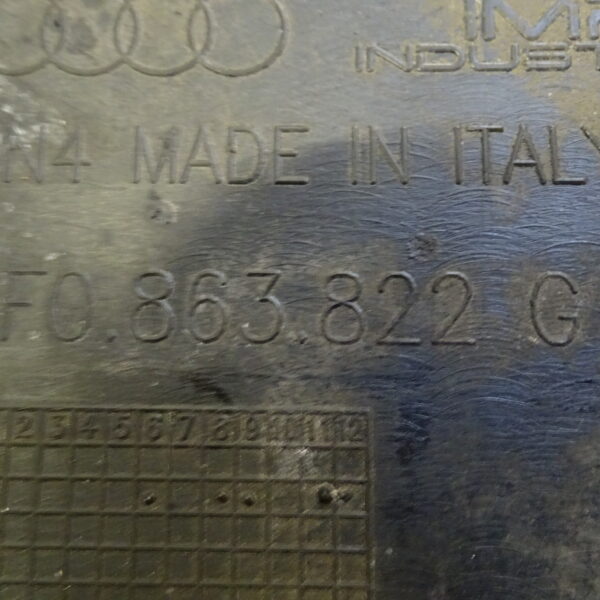 INDUST
N4 MADE IN ITALY
F0.863.822 G
2 3 4 5 6 7 8 9 10 11 12